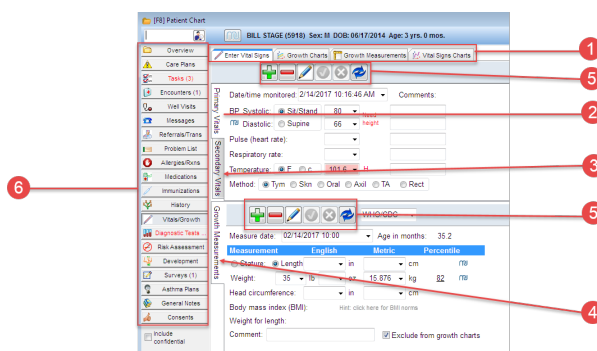 [F8] Patient Chart
BILL STAGE (5918) Sex: M DOB: 06/17/2014 Age: 3 yrs. 0 mos.
Overview
Care Plans
Tasks (3)
Encounters (1)
Well Visits
Messages
Referrals/Trans
Problem List
Allergies/Rxns
Medications
Immunizations
History
Vitals/Growth
Diagnostic Tests ...
Risk Assessment
Development
Surveys (1)
Asthma Plans
General Notes
Consents
Include
confidential
Enter Vital Signs Growth Charts Growth Measurements Vital Signs Charts
Primary Vitals
Secondary Vitals
Growth Measurements
Date/time monitored: 2/14/2017 10:16:46 AM Comments:
BP Systolic: Sit/Stand 80 Need
Diastolic: Supine 66 height
Pulse (heart rate):
Respiratory rate:
Temperature: F C 101.6 H
Method: Tym Skn Oral Axil TA Rect
WHO/CDC
Measure date: 02/14/2017 10:00 Age in months: 35.2
Measurement English Metric Percentile
Stature: Length in cm
Weight: 35 lb oz 15.876 kg 82
Head circumference: in cm
Body mass index (BMI): Hint: click here for BMI norms
Weight for length:
Comment: Exclude from growth charts
1
5
2
3
6
5
4